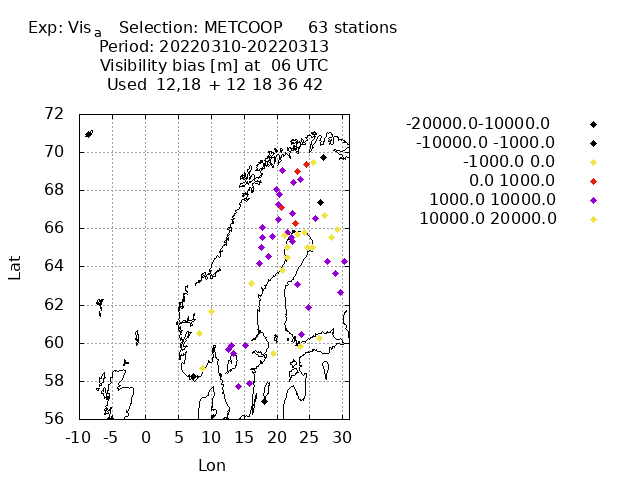 Exp: Vis a Selection: METCOOP 63 stations
Period: 20220310-20220313
Visibility bias [m] at 06 UTC
Used 12,18 + 12 18 36 42
-20000.0-10000.0
-10000.0 -1000.0
-1000.0 0.0
0.0 1000.0
1000.0 10000.0
10000.0 20000.0
72
70
68
66
64
62
60
58
56
Lat
-10 -5 0 5 10 15 20 25 30
Lon